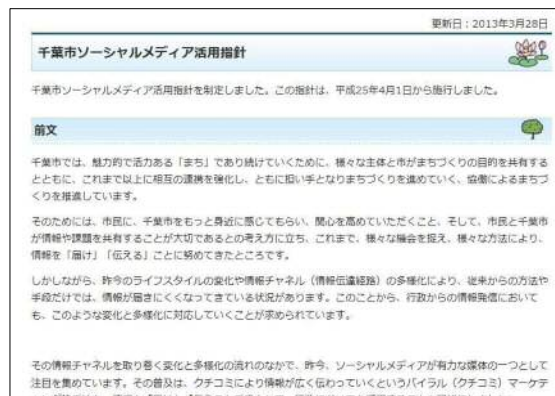 更新日：2013年3月28日
千葉市ソーシャルメディア活用指針
千葉市ソーシャルメディア活用指針を制定しました。この指針は、平成25年4月1日から施行しました。
前文
千葉市では、魅力的で活力ある「まち」であり続けていくために、様々な主体と市がまちづくりの目的を共有する
とともに、これまで以上に相互の連携を強化し、ともに担い手となりまちづくりを進めていく、協働によるまちづ
くりを推進しています。
そのためには、市民に、千葉市をもっと身近に感じてもらい、関心を高めていただくこと、そして、市民と千葉市
が情報や課題を共有することが大切であるとの考え方に立ち、これまで、様々な機会を捉え、様々な方法により、
情報を「届け」「伝える」ことに努めてきたところです。
しかしながら、昨今のライフスタイルの変化や情報チャネル（情報伝達経路）の多様化により、従来からの方法や
手段だけでは、情報が届きにくくなってきている状況があります。このことから、行政からの情報発信において
も、このような変化と多様化に対応していくことが求められています。
その情報チャネルを取り巻く変化と多様化の流れのなかで、昨今、ソーシャルメディアが有力な媒体の一つとして
注目を集めています。その普及は、クチコミにより情報が広く伝わっていくというバイラル（クチコミ）マーケテ